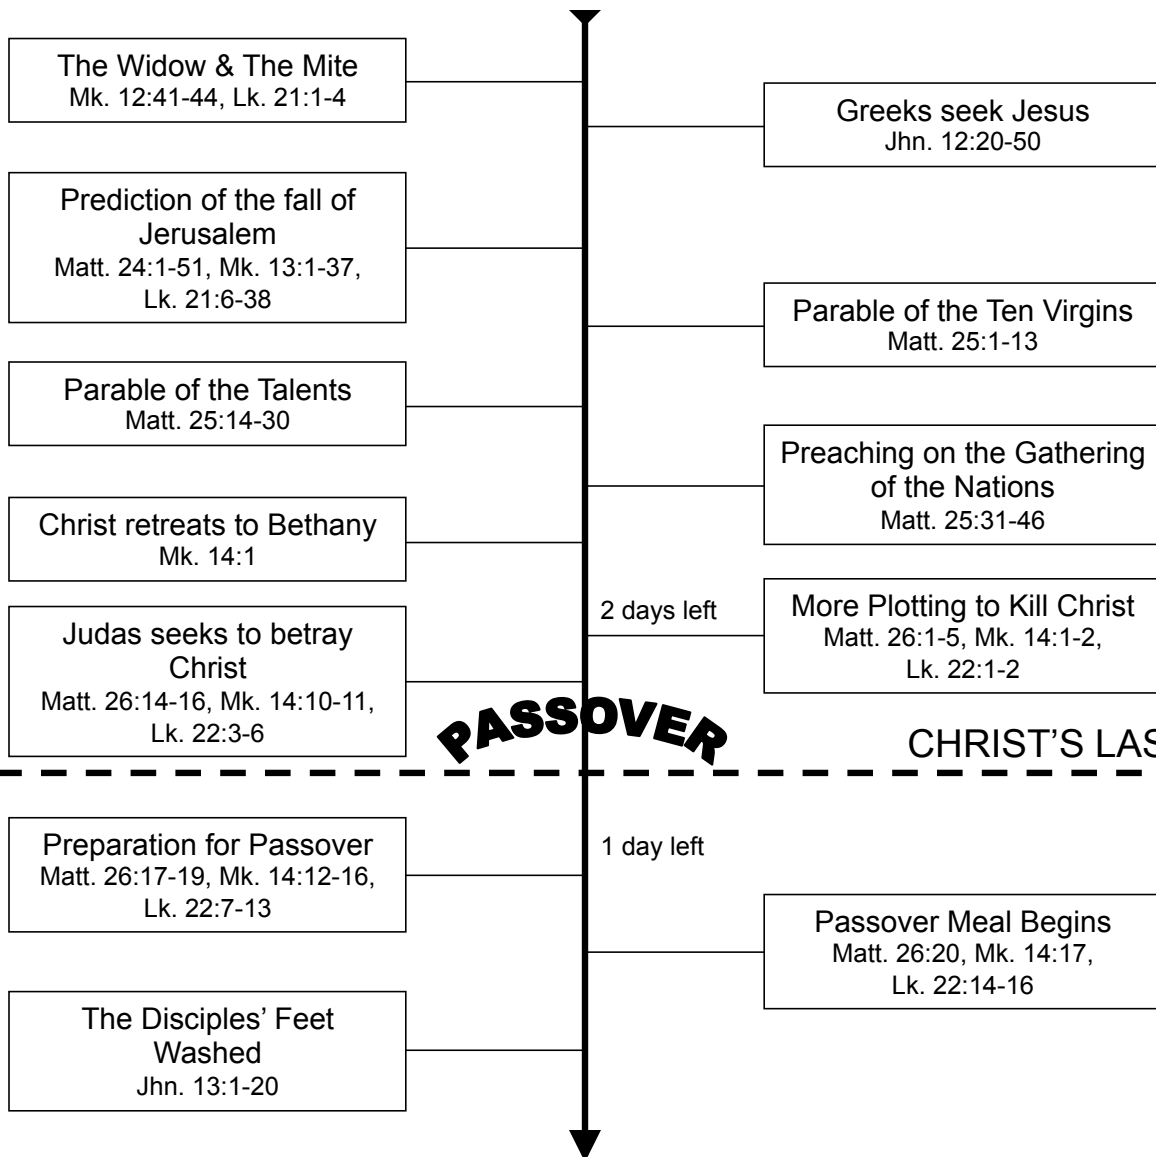 The Widow & The Mite
Mk. 12:41-44, Lk. 21:1-4
Greeks seek Jesus
Jhn. 12:20-50
Prediction of the fall of
Jerusalem
Matt. 24:1-51, Mk. 13:1-37,
Lk. 21:6-38
Parable of the Ten Virgins
Matt. 25:1-13
Parable of the Talents
Matt. 25:14-30
Preaching on the Gathering
of the Nations
Matt. 25:31-46
Christ retreats to Bethany
Mk. 14:1
2 days left
More Plotting to Kill Christ
Matt. 26:1-5, Mk. 14:1-2,
Lk. 22:1-2
Judas seeks to betray
Christ
Matt. 26:14-16, Mk. 14:10-11,
Lk. 22:3-6
PASSOVER
CHRIST'S LAS
Preparation for Passover
Matt. 26:17-19, Mk. 14:12-16,
Lk. 22:7-13
1 day left
Passover Meal Begins
Matt. 26:20, Mk. 14:17,
Lk. 22:14-16
The Disciples' Feet
Washed
Jhn. 13:1-20